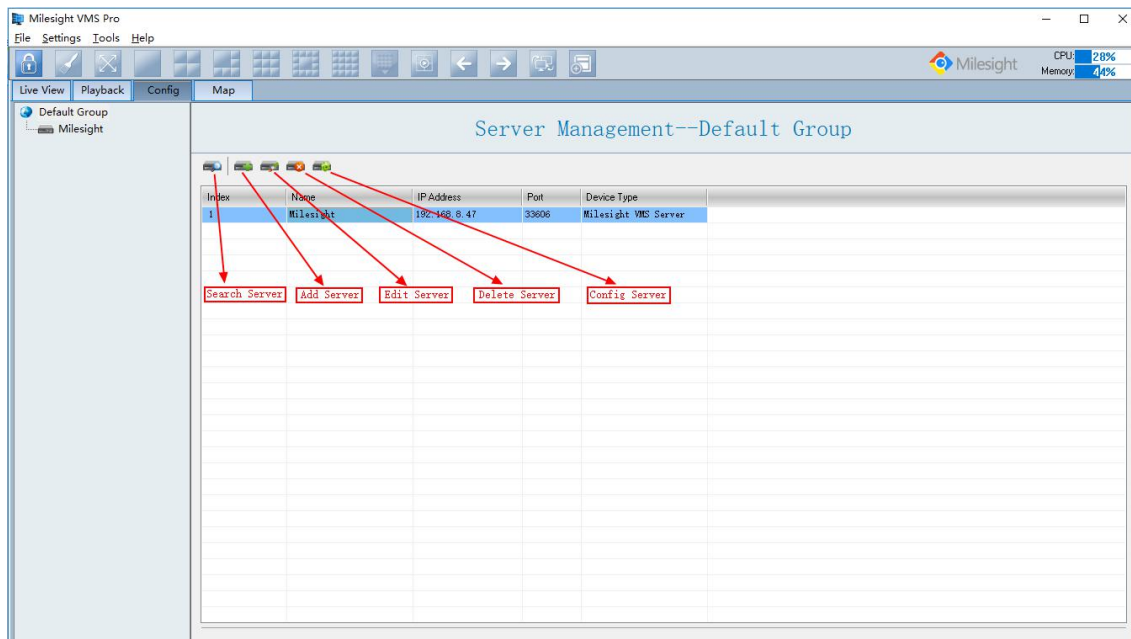 Milesight VMS Pro
File Settings Tools Help
Milesight
CPU: 28%
Memory: 44%
Live View Playback Config Map
Default Group
Milesight
Server Management--Default Group
Index Name IP Address Port Device Type
1 Milesight 192.168.8.47 33606 Milesight VMS Server
Search Server Add Server Edit Server Delete Server Config Server